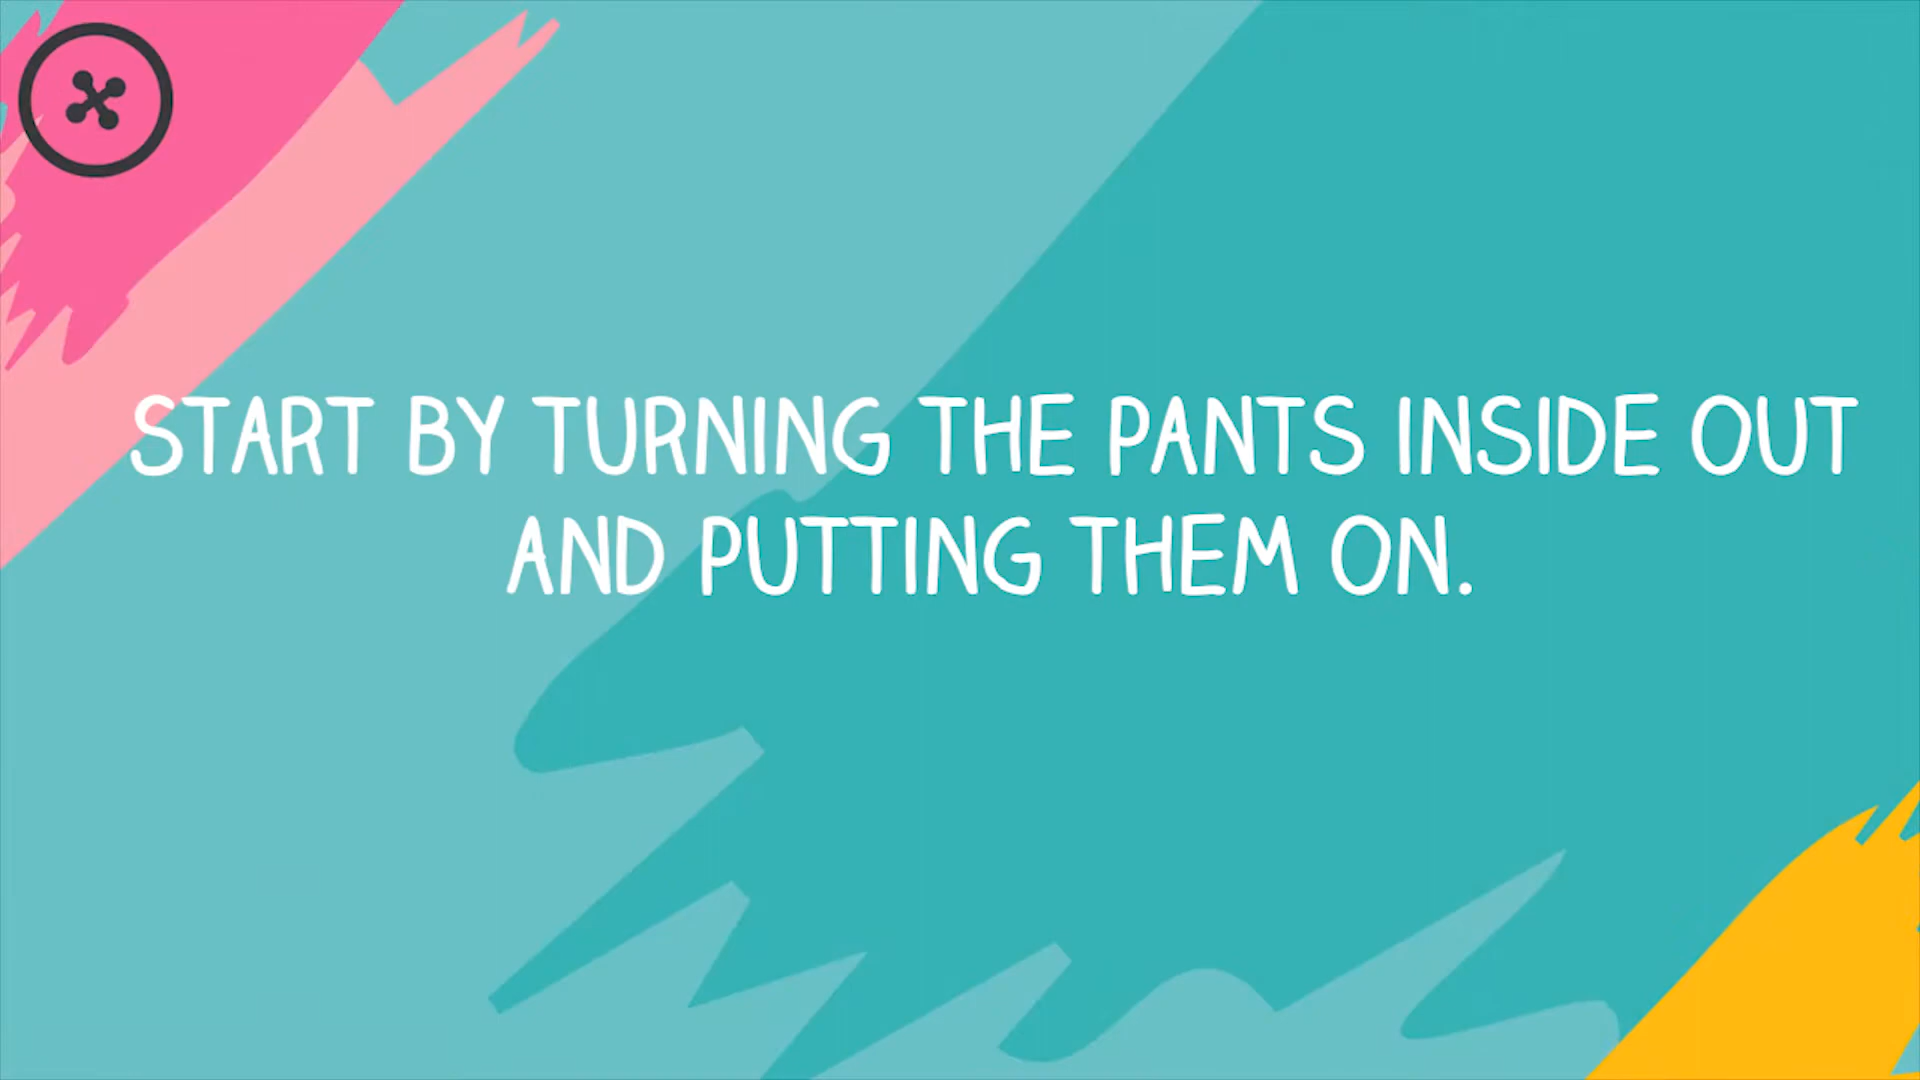 START BY TURNING THE PANTS INSIDE OUT
AND PUTTING THEM ON.